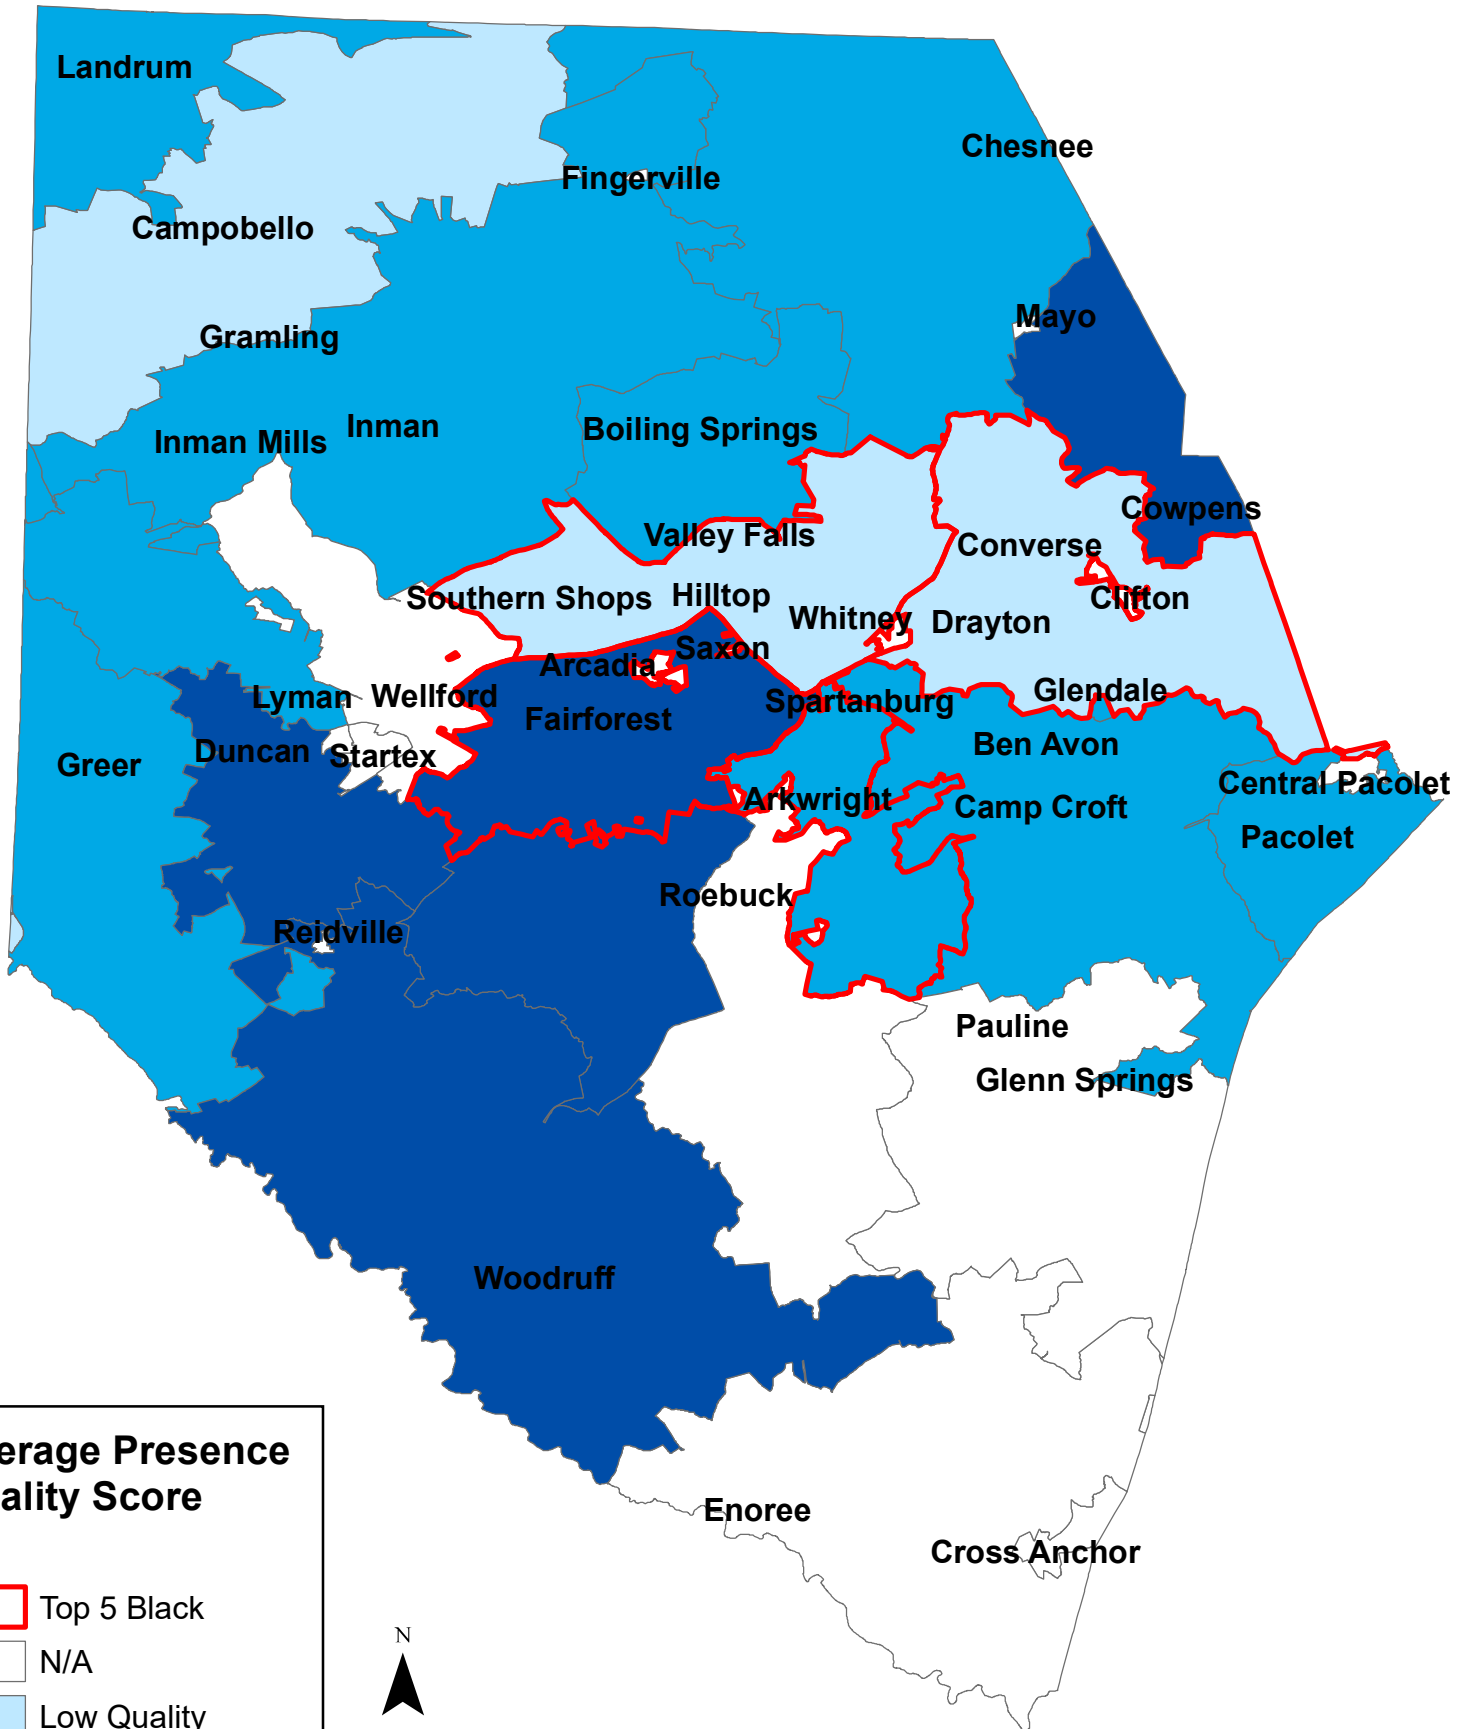 Landrum
Chesnee
Fingerville
Campobello
Mayo
Gramling
Inman
Boiling Springs
Inman Mills
Cowpens
Valley Falls
Converse
Southern Shops
Hilltop
Clifton
Whitney
Drayton
Saxon
Arcadia
Glendale
Lyman
Wellford
Spartanburg
Fairforest
Ben Avon
Duncan
Startex
Greer
Central Pacolet
Arkwright
Camp Croft
Pacolet
Roebuck
Reidville
Pauline
Glenn Springs
Woodruff
erage Presence
ality Score
Enoree
Cross Anchor
Top 5 Black
N
N/A
Low Quality